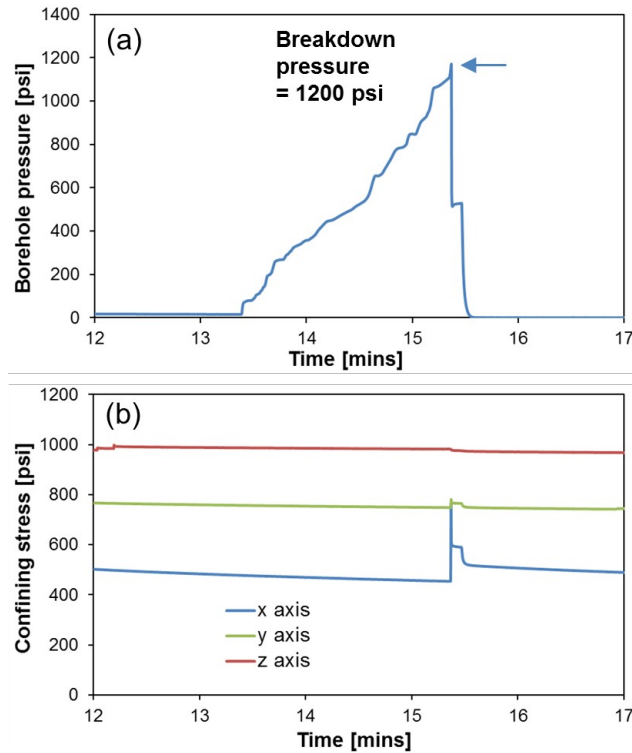 (a)
Breakdown
pressure
= 1200 psi
Borehole pressure [psi]
1400
1200
1000
800
600
400
200
0
12 13 14 15 16 17
Time [mins]
(b)
Confining stress [psi]
1200
1000
800
600
400
200
0
x axis
y axis
z axis
12 13 14 15 16 17
Time [mins]